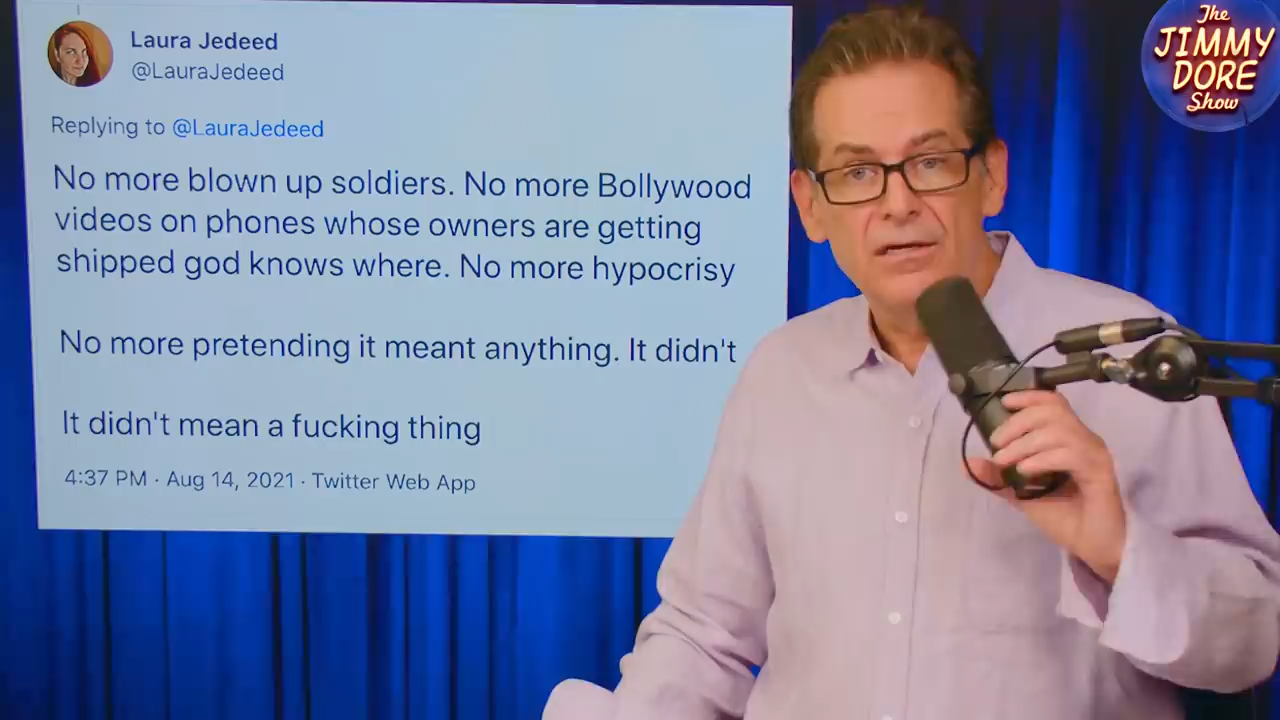 Laura Jedeed
@LauraJedeed
Replying to @LauraJedeed
No more blown up soldiers. No more Bollywood
videos on phones whose owners are getting
shipped god knows where. No more hypocrisy
No more pretending it meant anything. It didn't
It didn't mean a fucking thing
4:37 PM · Aug 14, 2021 · Twitter Web App
The
JIMMY
DORE
Show